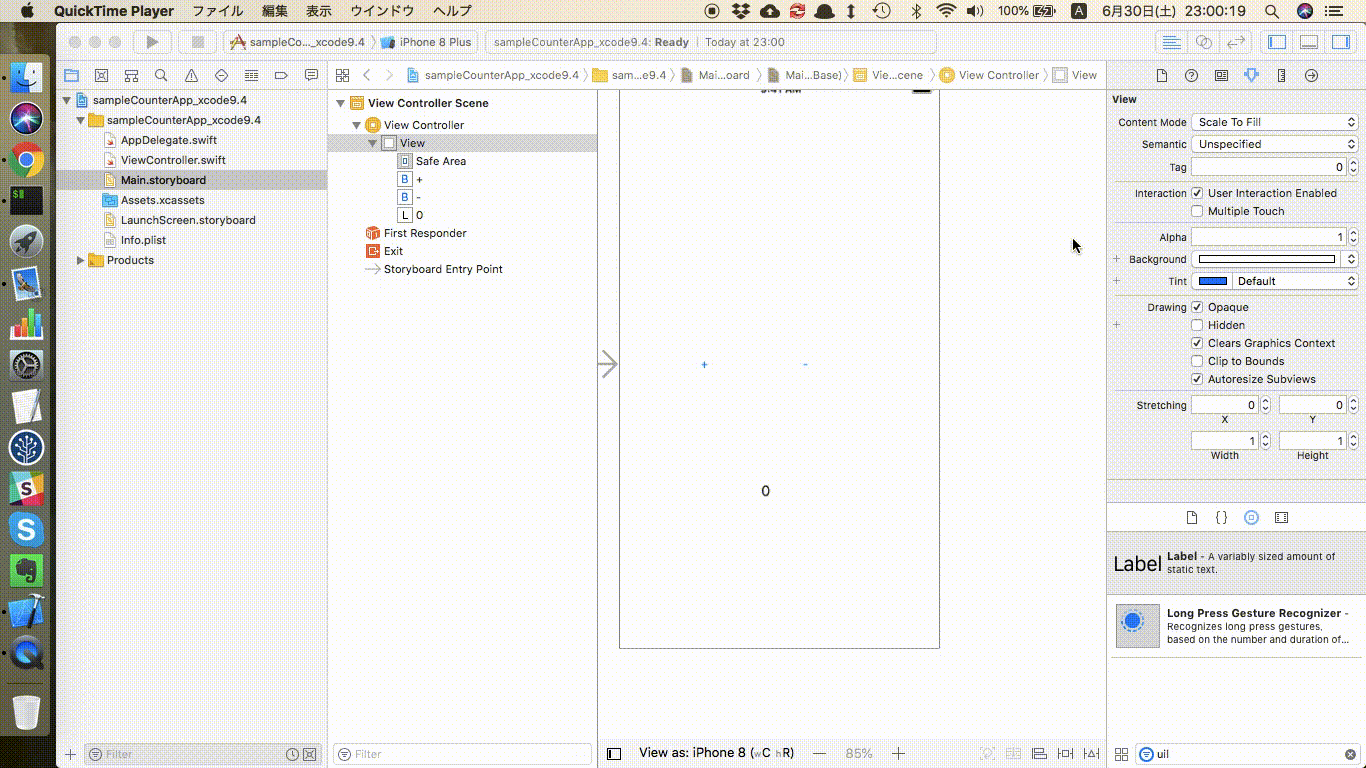 QuickTime Player ファイル 編集 表示 ウインドウ ヘルプ 100% A 6月30日(土) 23:00:19
sampleCo..._xcode9.4 iPhone 8 Plus sampleCounterApp_xcode9.4: Ready Today at 23:00
sampleCounterApp_xcode9.4 sam...e9.4 Mai...oard Mai...Base) Vie...cene View Controller View
sampleCounterApp_xcode9.4
sampleCounterApp_xcode9.4
AppDelegate.swift
ViewController.swift
Main.storyboard
Assets.xcassets
LaunchScreen.storyboard
Info.plist
Products
Filter
View Controller Scene
View Controller
View
Safe Area
B +
B -
L 0
First Responder
Exit
Storyboard Entry Point
Filter
9:41 AM
+ -
0
View as: iPhone 8 (wC hR) — 85% +
View
Content Mode Scale To Fill
Semantic Unspecified
Tag 0
Interaction User Interaction Enabled
Multiple Touch
Alpha 1
+ Background
+ Tint Default
Drawing Opaque
+ Hidden
Clears Graphics Context
Clip to Bounds
Autoresize Subviews
Stretching 0 0
X Y
1 1
Width Height
{}
Label Label - A variably sized amount of
static text.
Long Press Gesture Recognizer -
Recognizes long press gestures,
based on the number and duration of...
uil